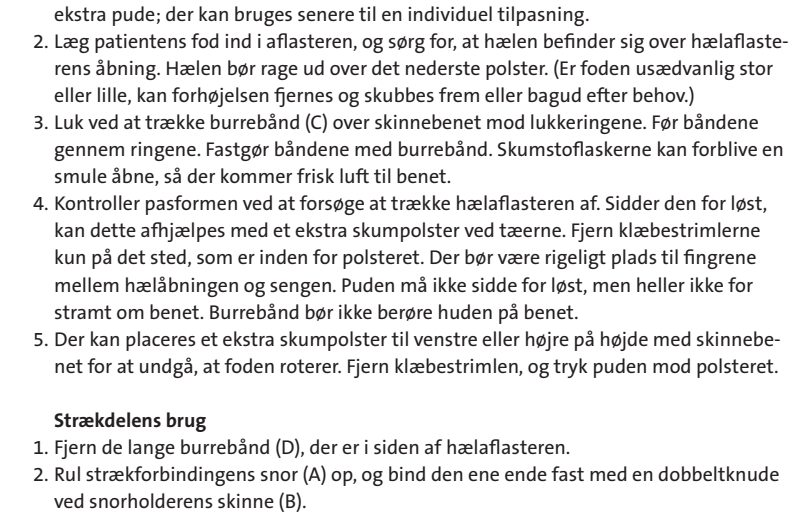 ekstra pude; der kan bruges senere til en individuel tilpasning.
2. Læg patientens fod ind i aflasteren, og sørg for, at hælen befinder sig over hælaflaste-
rens åbning. Hælen bør rage ud over det nederste polster. (Er foden usædvanlig stor
eller lille, kan forhøjelsen fjernes og skubbes frem eller bagud efter behov.)
3. Luk ved at trække burrebånd (C) over skinnebenet mod lukkeringene. Før båndene
gennem ringene. Fastgør båndene med burrebånd. Skumstoflaskerne kan forblive en
smule åbne, så der kommer frisk luft til benet.
4. Kontroller pasformen ved at forsøge at trække hælaflasteren af. Sidder den for løst,
kan dette afhjælpes med et ekstra skumpolster ved tæerne. Fjern klæbestrimlerne
kun på det sted, som er inden for polsteret. Der bør være rigeligt plads til fingrene
mellem hælåbningen og sengen. Puden må ikke sidde for løst, men heller ikke for
stramt om benet. Burrebånd bør ikke berøre huden på benet.
5. Der kan placeres et ekstra skumpolster til venstre eller højre på højde med skinnebe-
net for at undgå, at foden roterer. Fjern klæbestrimlen, og tryk puden mod polsteret.
Strækdelens brug
1. Fjern de lange burrebånd (D), der er i siden af hælaflasteren.
2. Rul strækforbindingens snor (A) op, og bind den ene ende fast med en dobbeltknude
ved snorholderens skinne (B).